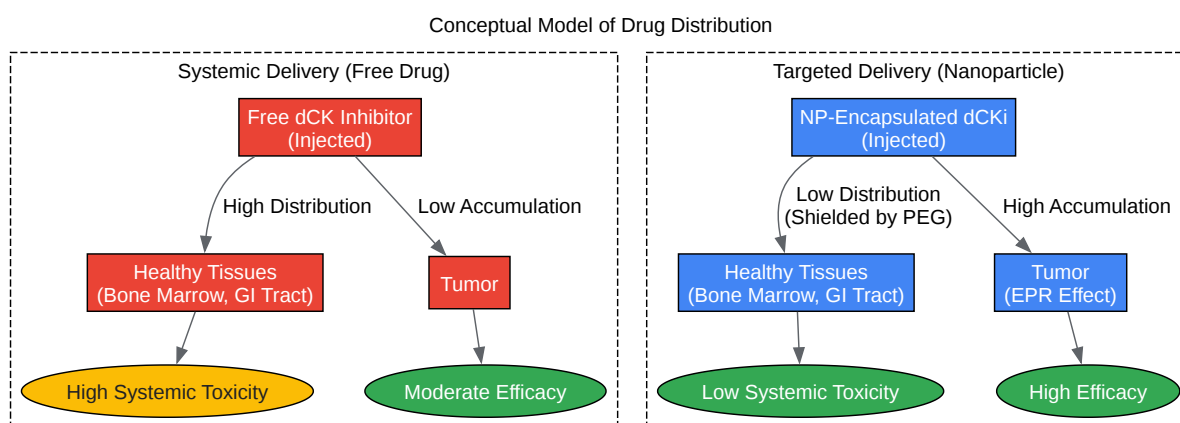 Conceptual Model of Drug Distribution
Systemic Delivery (Free Drug)
Free dCK Inhibitor
(Injected)
High Distribution
Low Accumulation
Healthy Tissues
(Bone Marrow, GI Tract)
Tumor
High Systemic Toxicity
Moderate Efficacy
Targeted Delivery (Nanoparticle)
NP-Encapsulated dCKi
(Injected)
Low Distribution
(Shielded by PEG)
High Accumulation
Healthy Tissues
(Bone Marrow, GI Tract)
Tumor
(EPR Effect)
Low Systemic Toxicity
High Efficacy